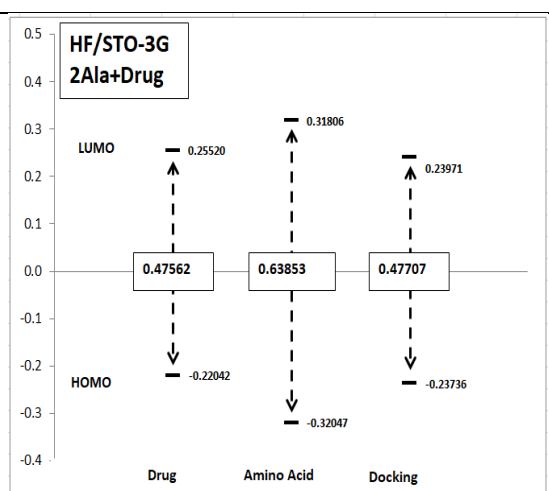 HF/STO-3G
2Ala+Drug
0.5
0.4
0.3
0.2
0.1
0.0
-0.1
-0.2
-0.3
-0.4
LUMO
HOMO
0.25520
0.31806
0.23971
0.47562
0.63853
0.47707
-0.22042
-0.32047
-0.23736
Drug
Amino Acid
Docking